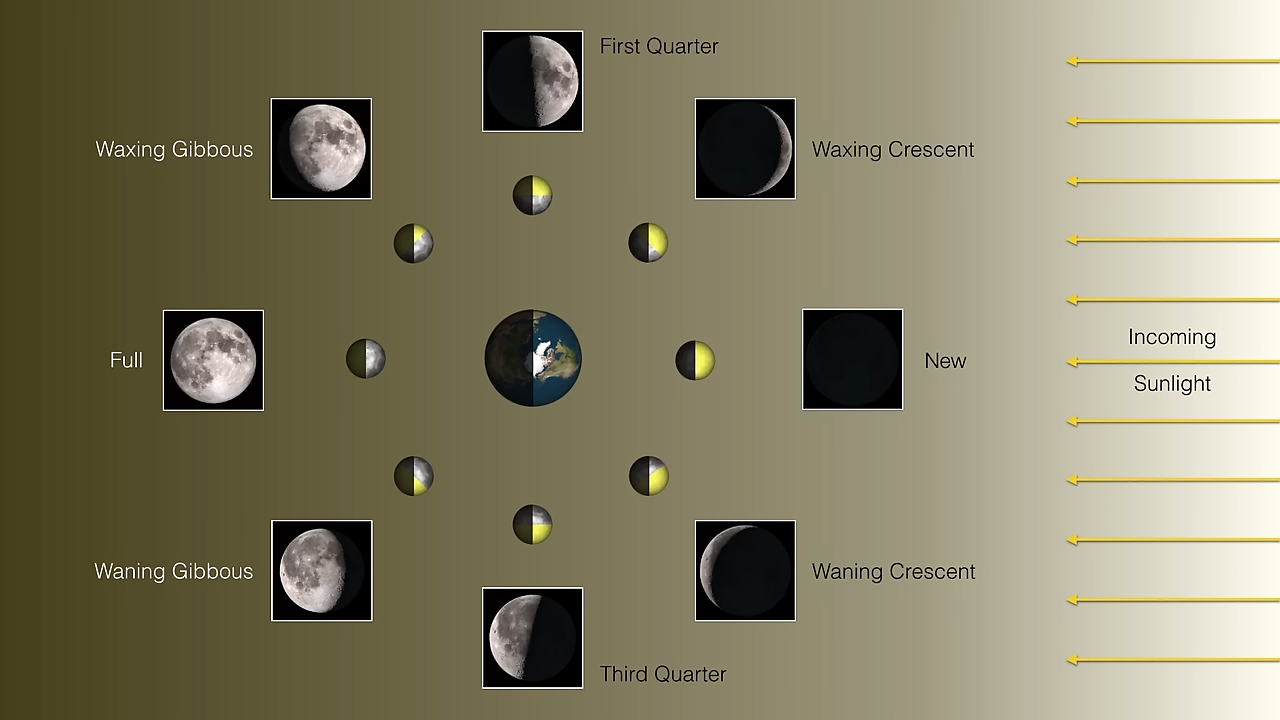 First Quarter
Waxing Gibbous
Waxing Crescent
Incoming
Full
New
Sunlight
Waning Gibbous
Waning Crescent
Third Quarter